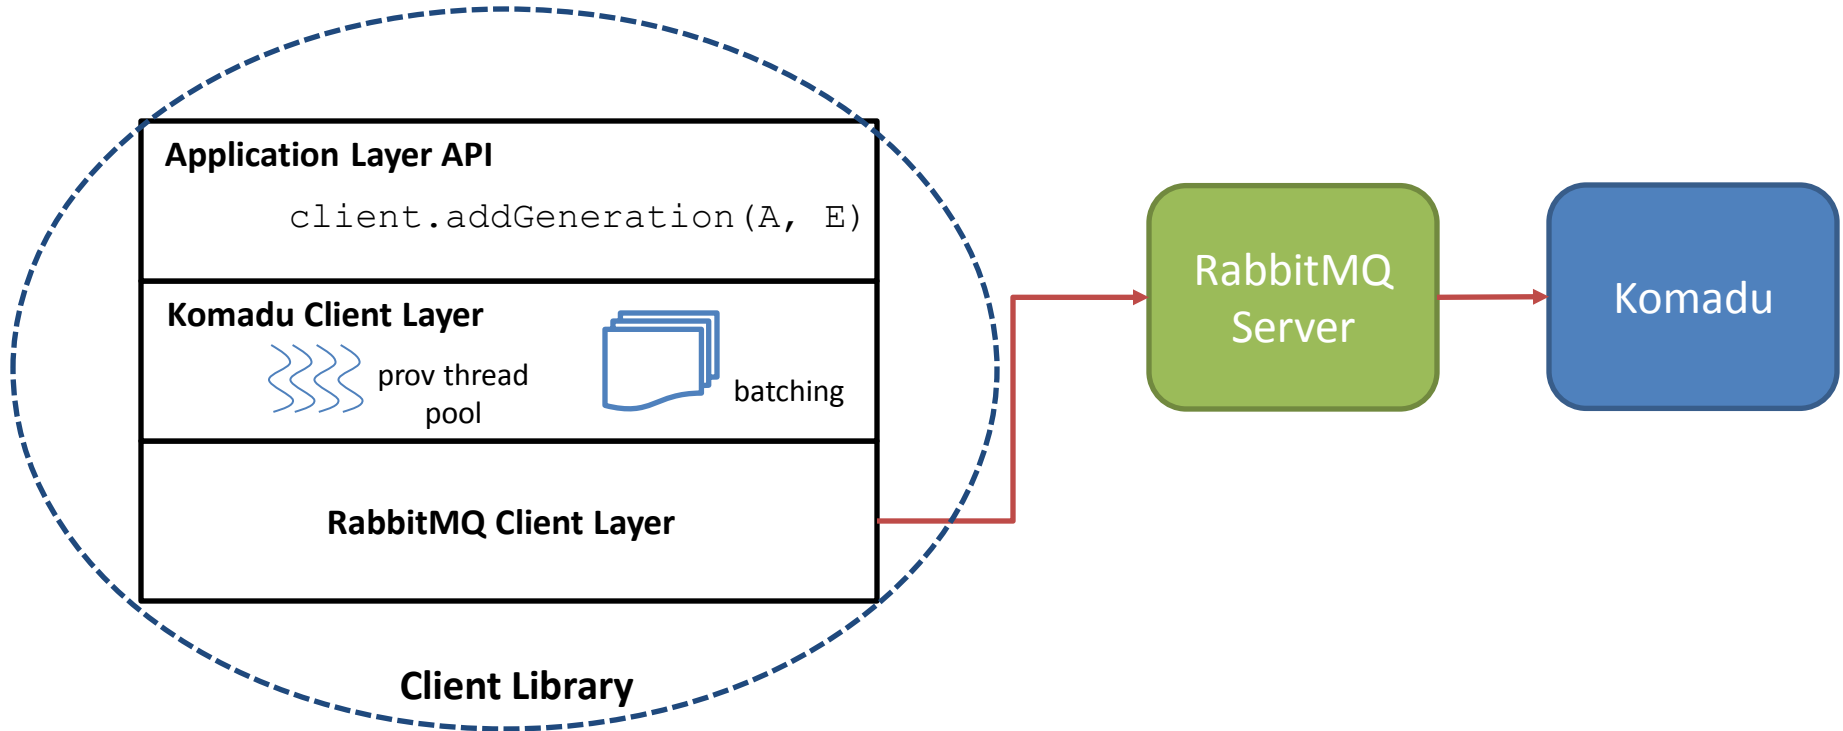 Application Layer API
client.addGeneration(A, E)
Komadu Client Layer
prov thread
pool
batching
RabbitMQ Client Layer
Client Library
RabbitMQ
Server
Komadu